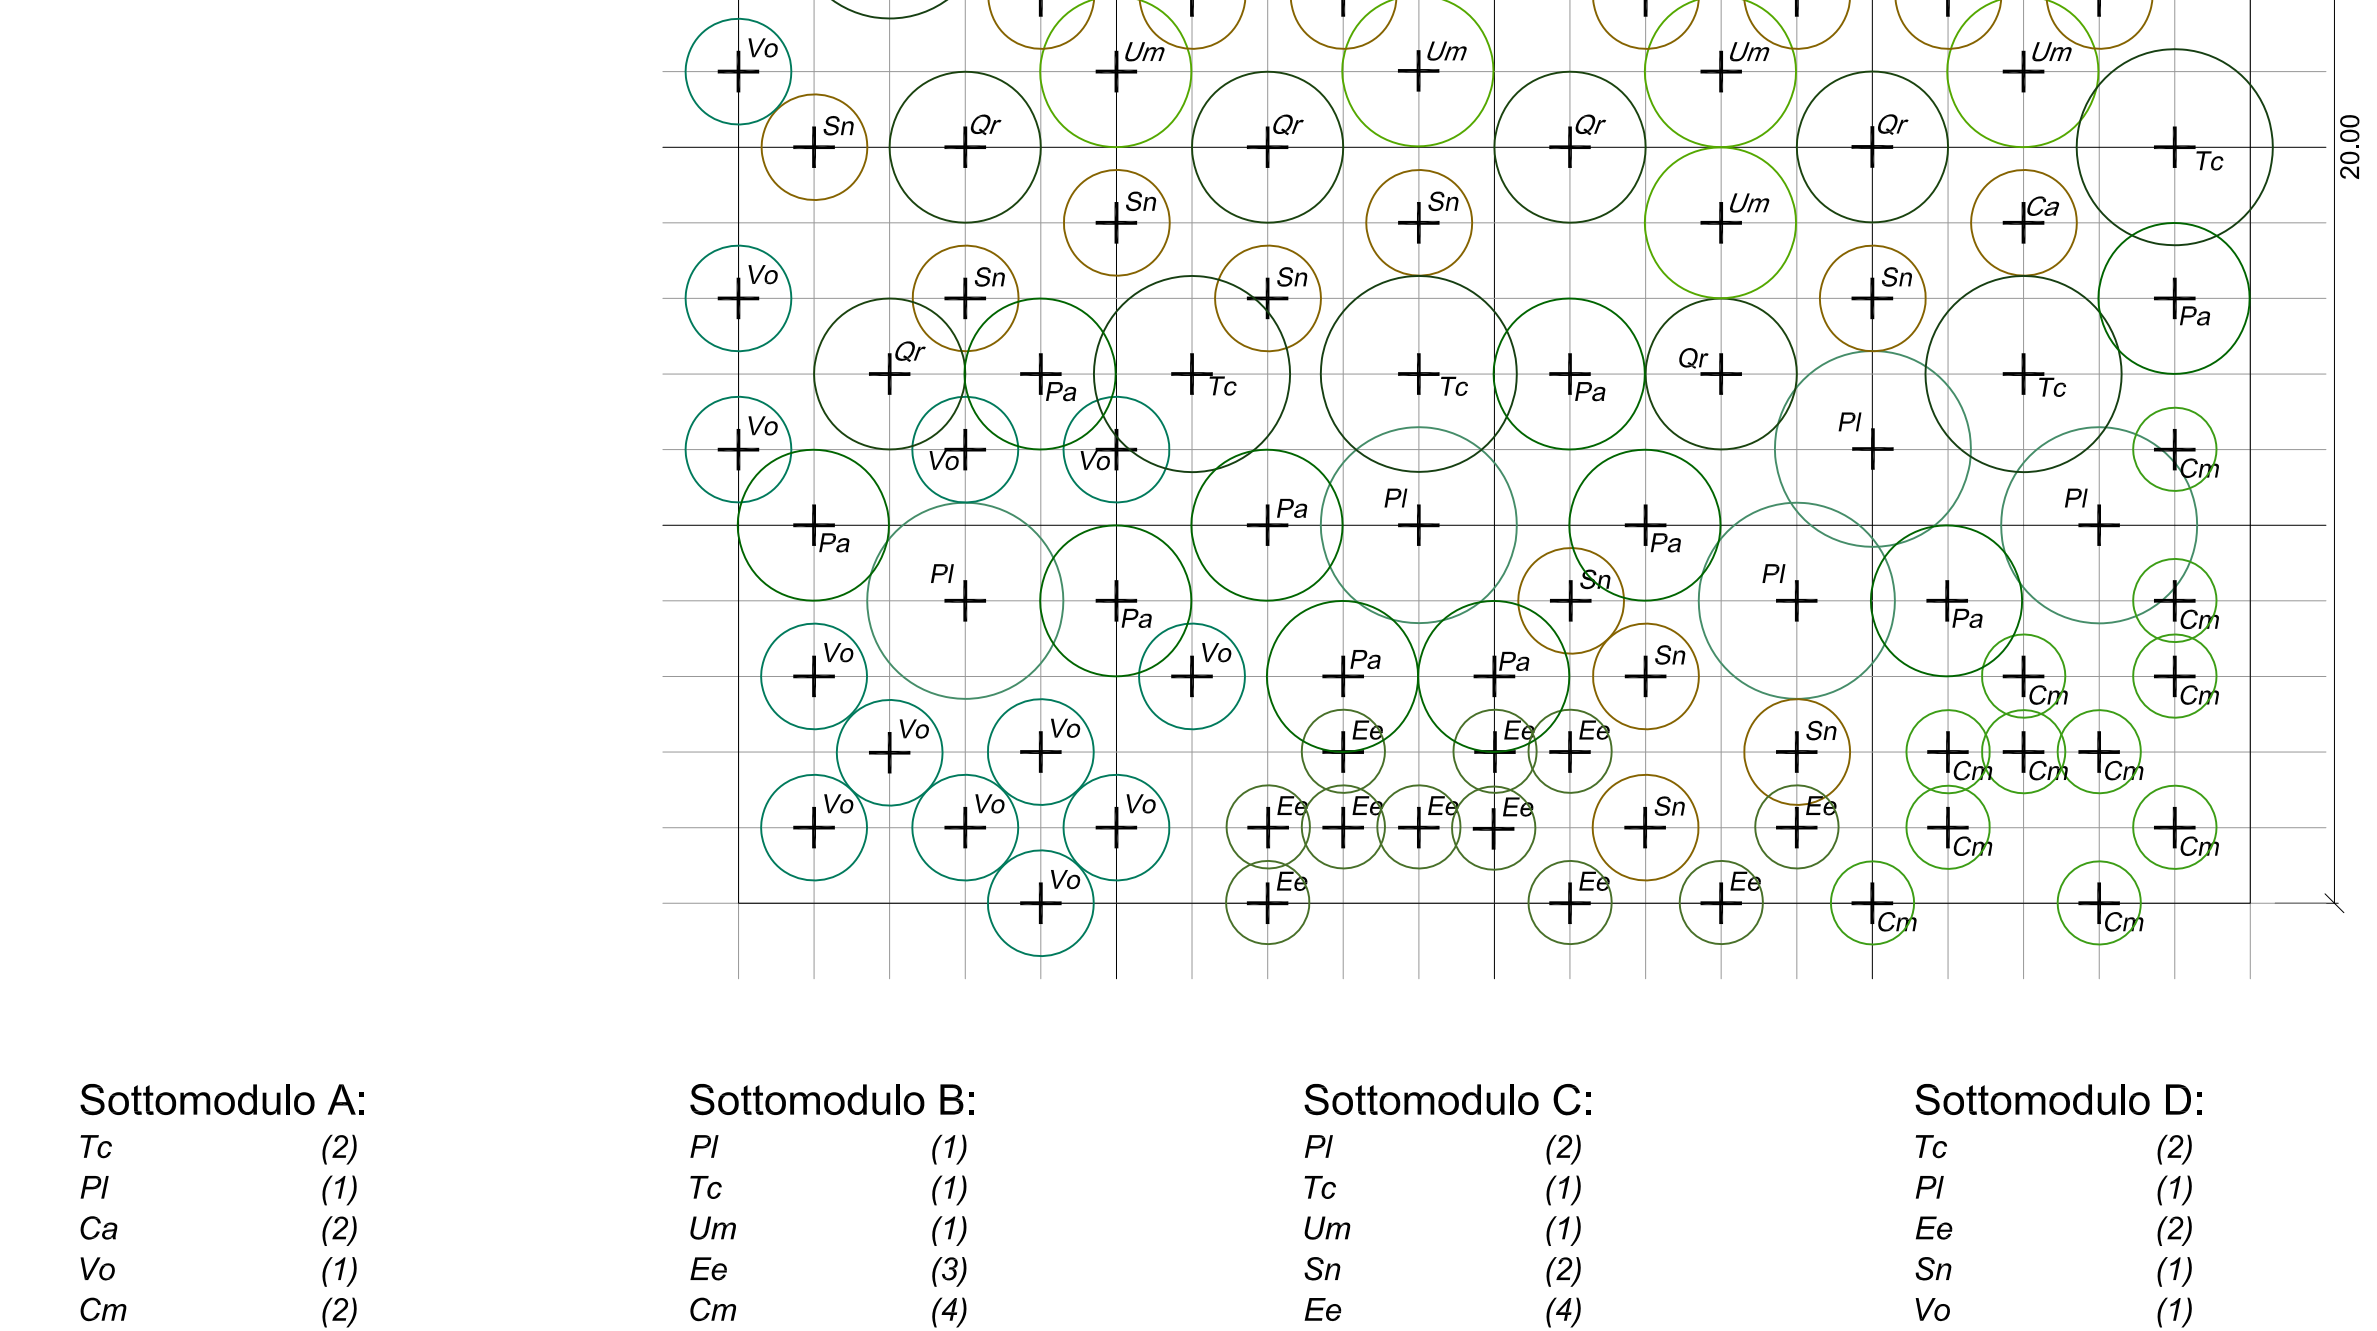 Vo Um Um Um Um
Sn Qr Qr Qr Qr Tc
20.00
Sn Sn Um Ca
Vo Sn Sn Sn Pa
Qr Pa Tc Tc Pa Qr Tc
Vo Vo Vo Pl Cm
Pa Pa Pl Pa Pl
Pl Pa Sn Pl Pa Cm
Vo Vo Pa Pa Sn Cm Cm
Vo Vo Ee Ee Ee Sn Cm Cm Cm
Vo Vo Vo Ee Ee Ee Ee Sn Ee Cm Cm
Vo Ee Ee Ee Cm Cm
Sottomodulo A:
Tc (2)
Pl (1)
Ca (2)
Vo (1)
Cm (2)
Sottomodulo B:
Pl (1)
Tc (1)
Um (1)
Ee (3)
Cm (4)
Sottomodulo C:
Pl (2)
Tc (1)
Um (1)
Sn (2)
Ee (4)
Sottomodulo D:
Tc (2)
Pl (1)
Ee (2)
Sn (1)
Vo (1)